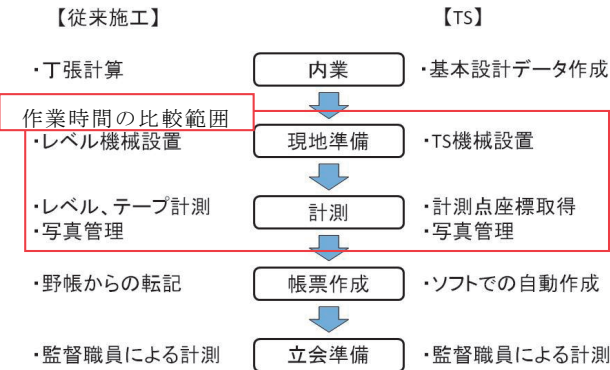 【従来施工】 【TS】
・丁張計算 内業 ・基本設計データ作成
作業時間の比較範囲
・レベル機械設置 現地準備 ・TS機械設置
・レベル、テープ計測 計測 ・計測点座標取得
・写真管理 ・写真管理
・野帳からの転記 帳票作成 ・ソフトでの自動作成
・監督職員による計測 立会準備 ・監督職員による計測